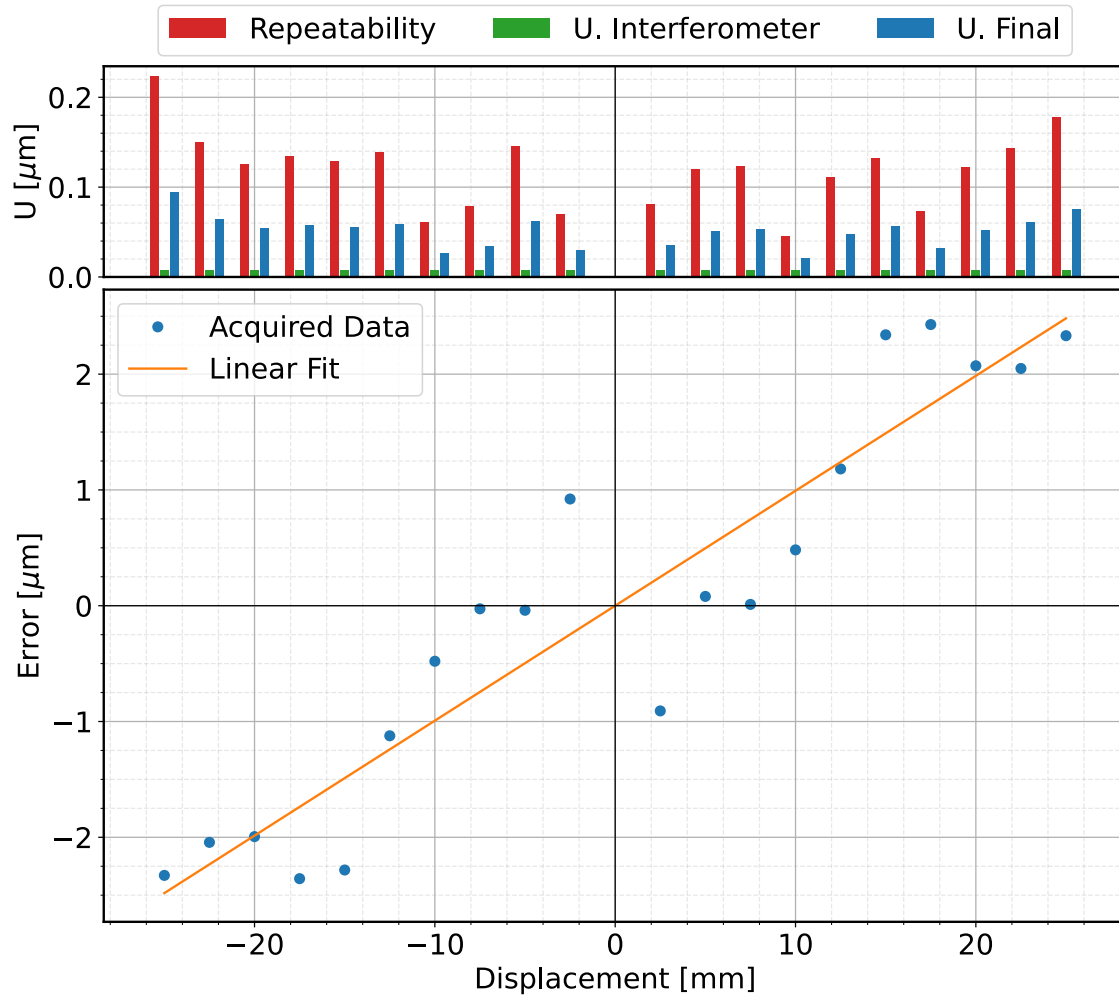 Repeatability U. Interferometer U. Final
U [μm]
0.2
0.1
0.0
Acquired Data
Linear Fit
Error [μm]
2
1
0
−1
−2
−20 −10 0 10 20
Displacement [mm]